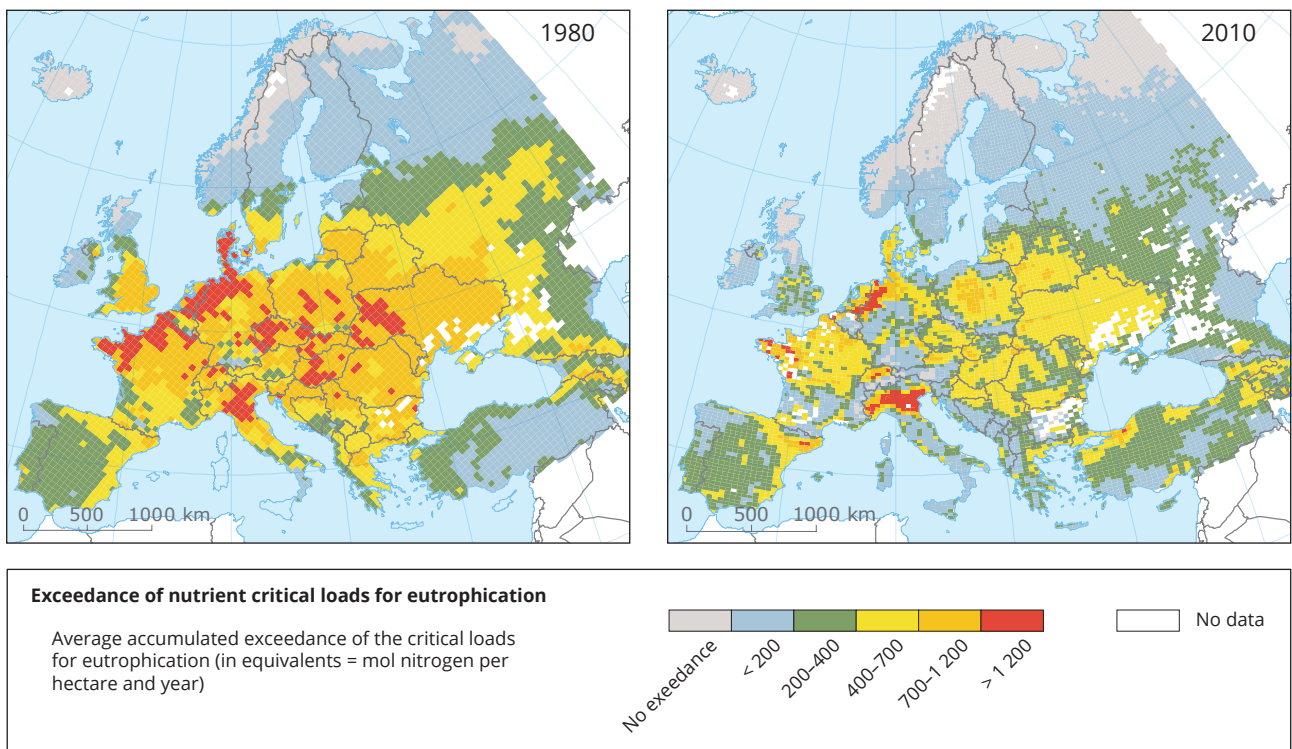 1980
2010
0 500 1000 km
0 500 1000 km
Exceedance of nutrient critical loads for eutrophication
Average accumulated exceedance of the critical loads
for eutrophication (in equivalents = mol nitrogen per
hectare and year)
No exeedance
< 200
200–400
400–700
700–1 200
> 1 200
No data